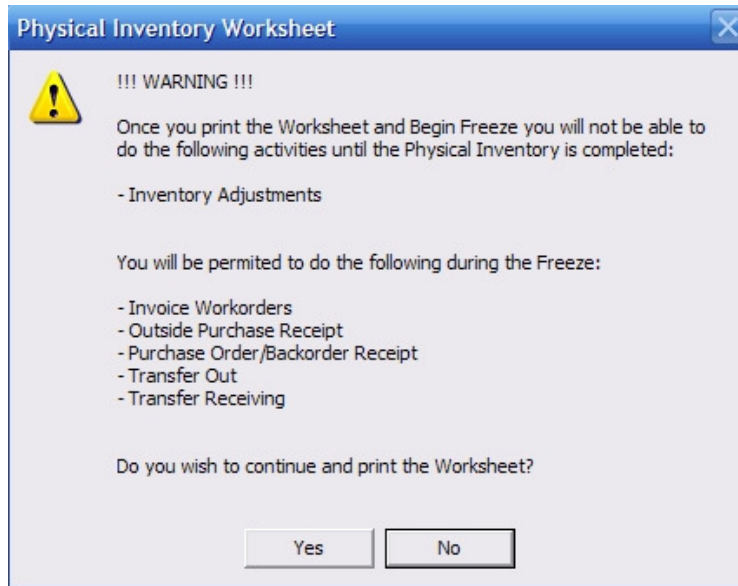 Physical Inventory Worksheet
!!! WARNING !!!
Once you print the Worksheet and Begin Freeze you will not be able to
do the following activities until the Physical Inventory is completed:
- Inventory Adjustments
You will be permited to do the following during the Freeze:
- Invoice Workorders
- Outside Purchase Receipt
- Purchase Order/Backorder Receipt
- Transfer Out
- Transfer Receiving
Do you wish to continue and print the Worksheet?
Yes
No